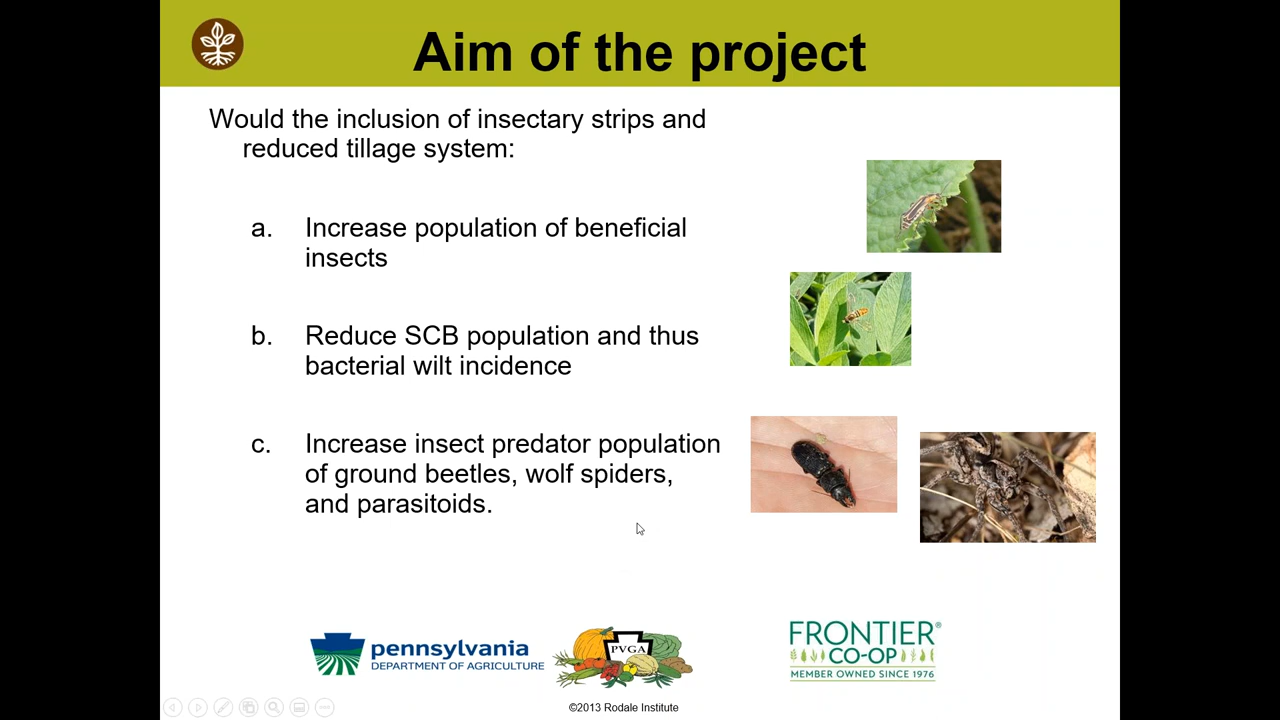 Aim of the project
Would the inclusion of insectary strips and
reduced tillage system:
a. Increase population of beneficial
insects
b. Reduce SCB population and thus
bacterial wilt incidence
c. Increase insect predator population
of ground beetles, wolf spiders,
and parasitoids.
pennsylvania
DEPARTMENT OF AGRICULTURE
PVGA
FRONTIER®
CO-OP
MEMBER OWNED SINCE 1976
©2013 Rodale Institute